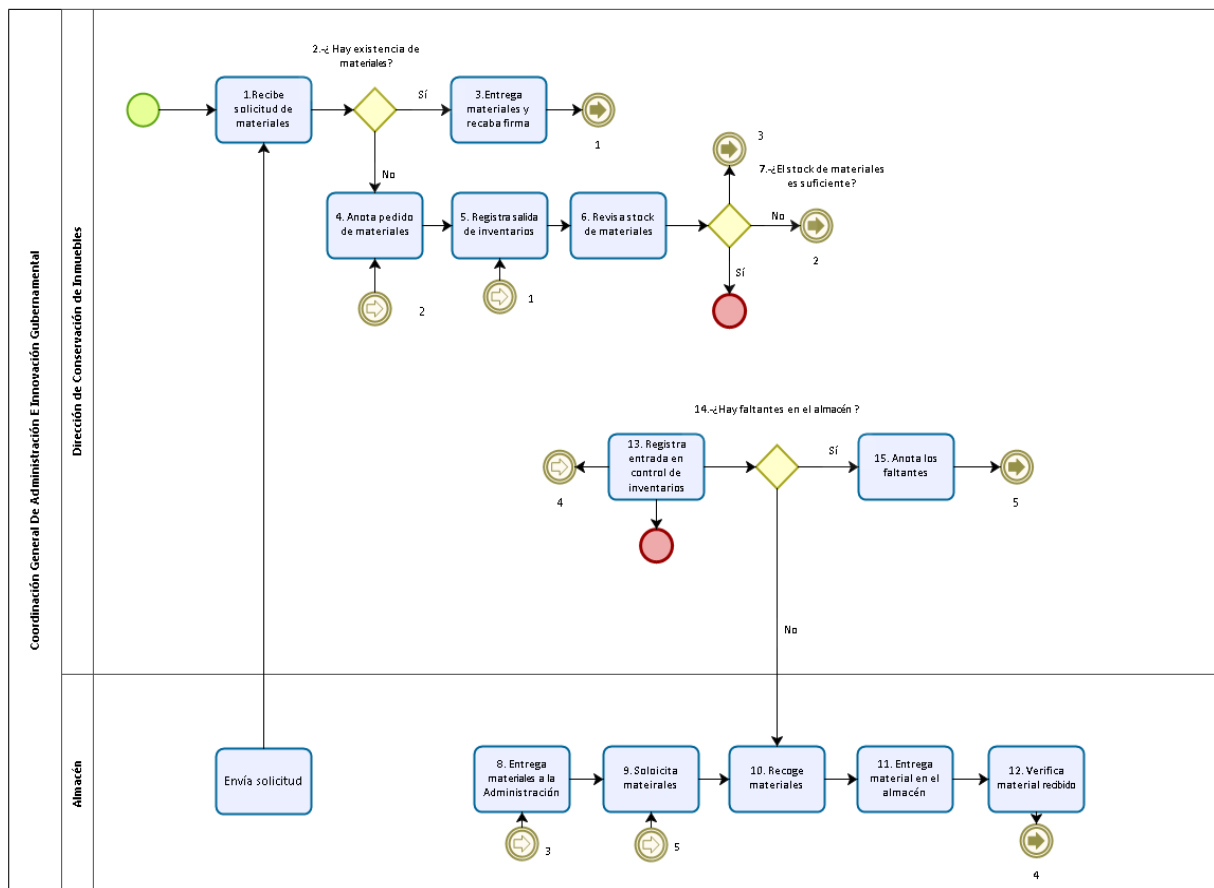 Coordinación General De Administración E Innovación Gubernamental
Dirección de Conservación de Inmuebles
2.-¿ Hay existencia de
materiales?
1.Recibe
solicitud de
materiales
Sí
3.Entrega
materiales y
recaba firma
1
3
7.-¿El stock de materiales
es suficiente?
No
4. Anota pedido
de materiales
5. Registra salida
de inventarios
6. Revisa stock
de materiales
No
2
Sí
2
1
14.-¿Hay faltantes en el almacén ?
13. Registra
entrada en
control de
inventarios
Sí
15. Anota los
faltantes
4
5
No
Almacén
Envía solicitud
8. Entrega
materiales a la
Administración
9. Soloicita
mateirales
10. Recoge
materiales
11. Entrega
material en el
almacén
12. Verifica
material recibido
3
5
4